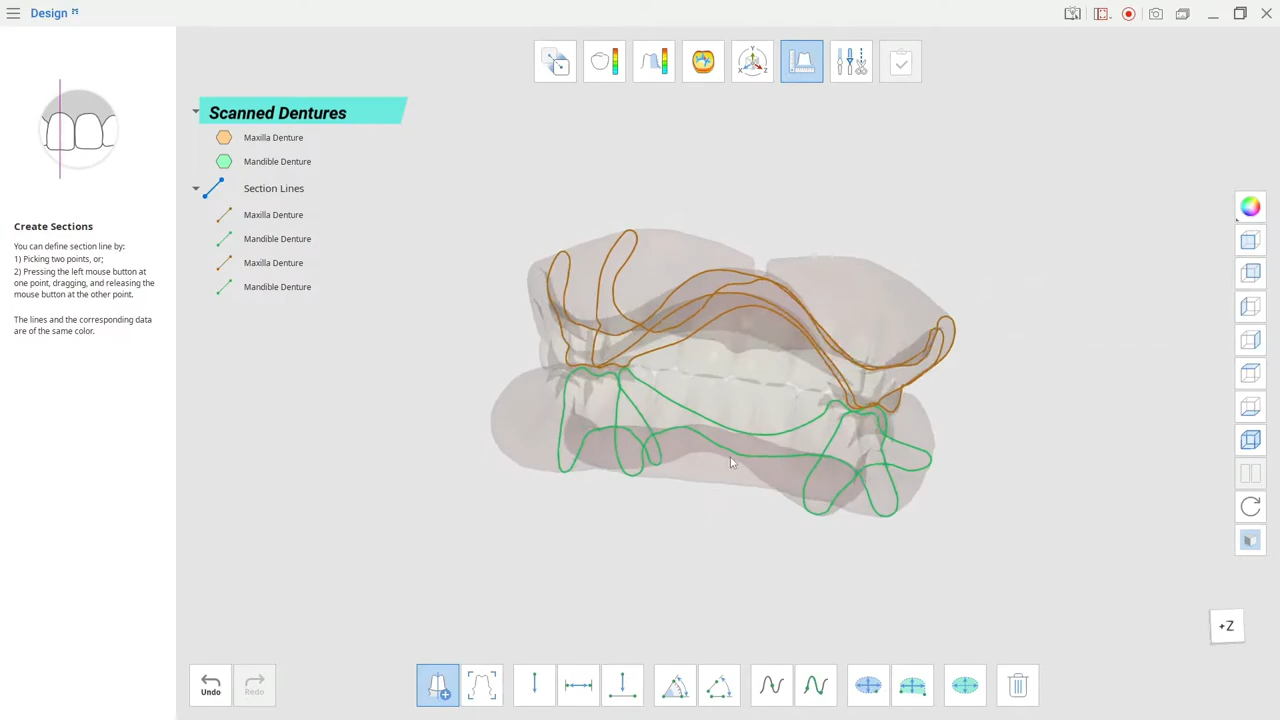 Design
Scanned Dentures
Maxilla Denture
Mandible Denture
Section Lines
Maxilla Denture
Mandible Denture
Maxilla Denture
Mandible Denture
Create Sections
You can define section line by:
1) Picking two points, or;
2) Pressing the left mouse button at
one point, dragging, and releasing the
mouse button at the other point.
The lines and the corresponding data
are of the same color.
Y
X
Z
+Z
Undo
Redo